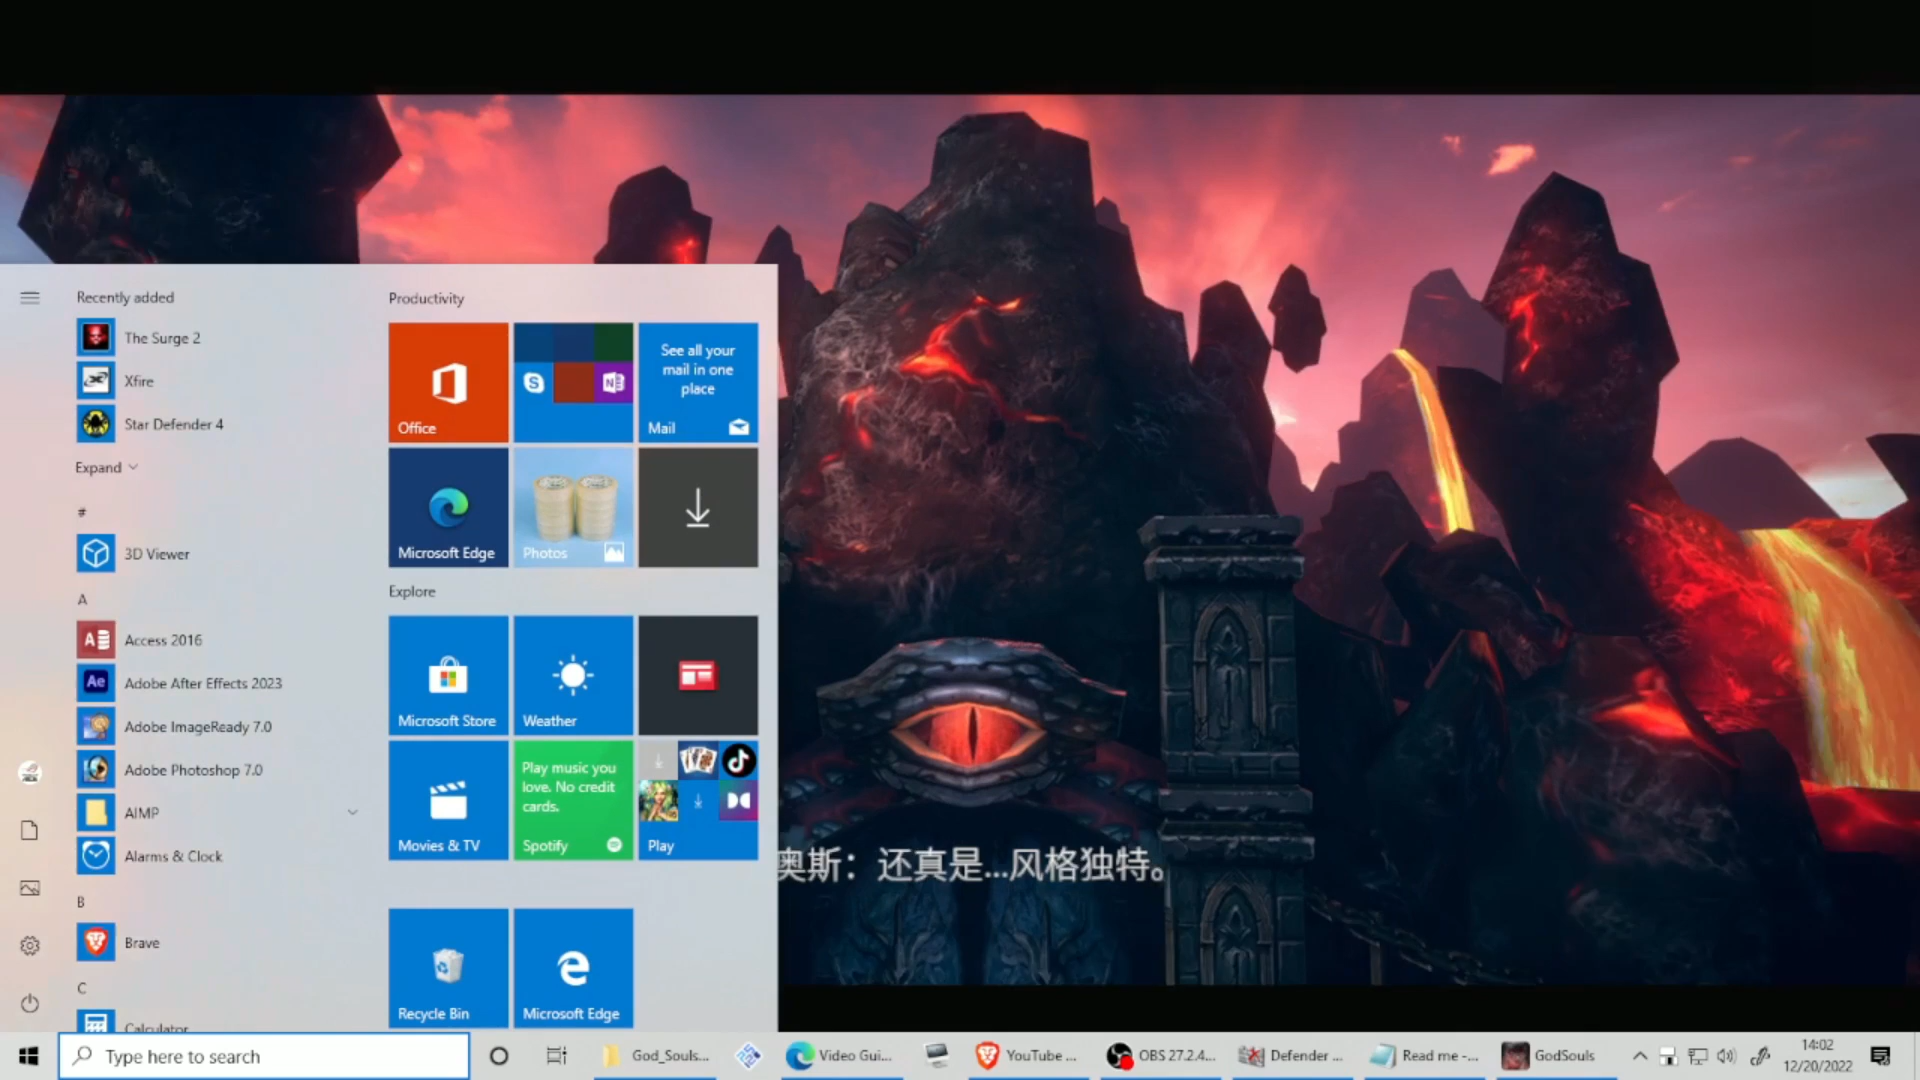 Recently added
The Surge 2
Xfire
Star Defender 4
Expand
#
3D Viewer
A
Access 2016
Adobe After Effects 2023
Adobe ImageReady 7.0
Adobe Photoshop 7.0
AIMP
Alarms & Clock
B
Brave
C
Calculator
Productivity
Office
See all your
mail in one
place
Mail
Microsoft Edge
Photos
Explore
Microsoft Store
Weather
Movies & TV
Play music you
love. No credit
cards.
Spotify
Play
Recycle Bin
Microsoft Edge
奥斯：还真是...风格独特。
Type here to search
God_Souls...
Video Gui...
YouTube ...
OBS 27.2.4...
Defender ...
Read me -...
GodSouls
14:02
12/20/2022